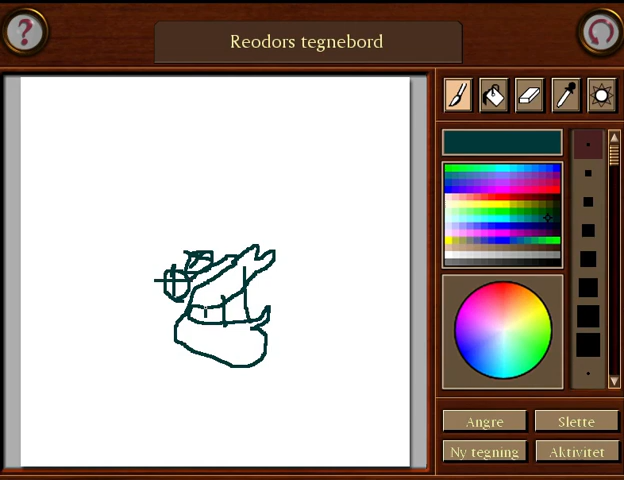 Reodors tegnebord
Angre
Slette
Ny tegning
Aktivitet